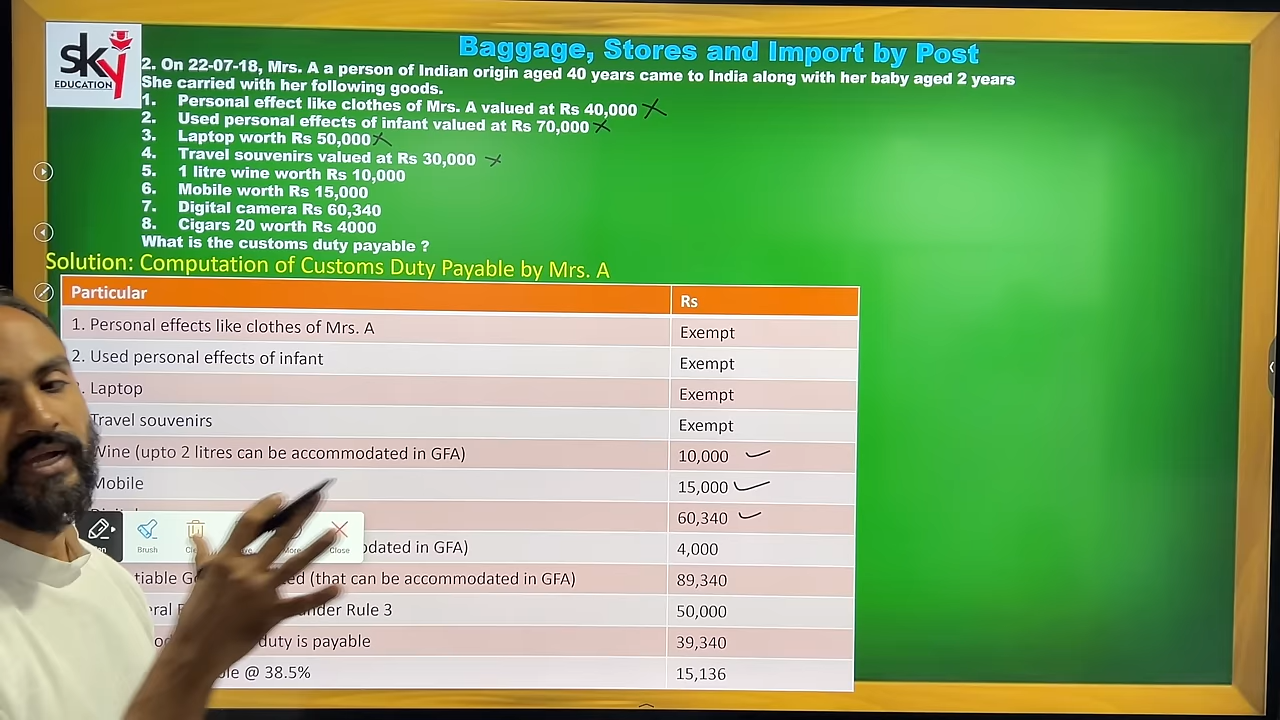 sky
EDUCATION
Baggage, Stores and Import by Post
2. On 22-07-18, Mrs. A a person of Indian origin aged 40 years came to India along with her baby aged 2 years
She carried with her following goods.
1. Personal effect like clothes of Mrs. A valued at Rs 40,000
2. Used personal effects of infant valued at Rs 70,000
3. Laptop worth Rs 50,000
4. Travel souvenirs valued at Rs 30,000
5. 1 litre wine worth Rs 10,000
6. Mobile worth Rs 15,000
7. Digital camera Rs 60,340
8. Cigars 20 worth Rs 4000
What is the customs duty payable ?
Solution: Computation of Customs Duty Payable by Mrs. A
Particular Rs
1. Personal effects like clothes of Mrs. A Exempt
2. Used personal effects of infant Exempt
Laptop Exempt
Travel souvenirs Exempt
Wine (upto 2 litres can be accommodated in GFA) 10,000
Mobile 15,000
60,340
Brush Close
in GFA) 4,000
(that can be accommodated in GFA) 89,340
under Rule 3 50,000
duty is payable 39,340
@ 38.5% 15,136